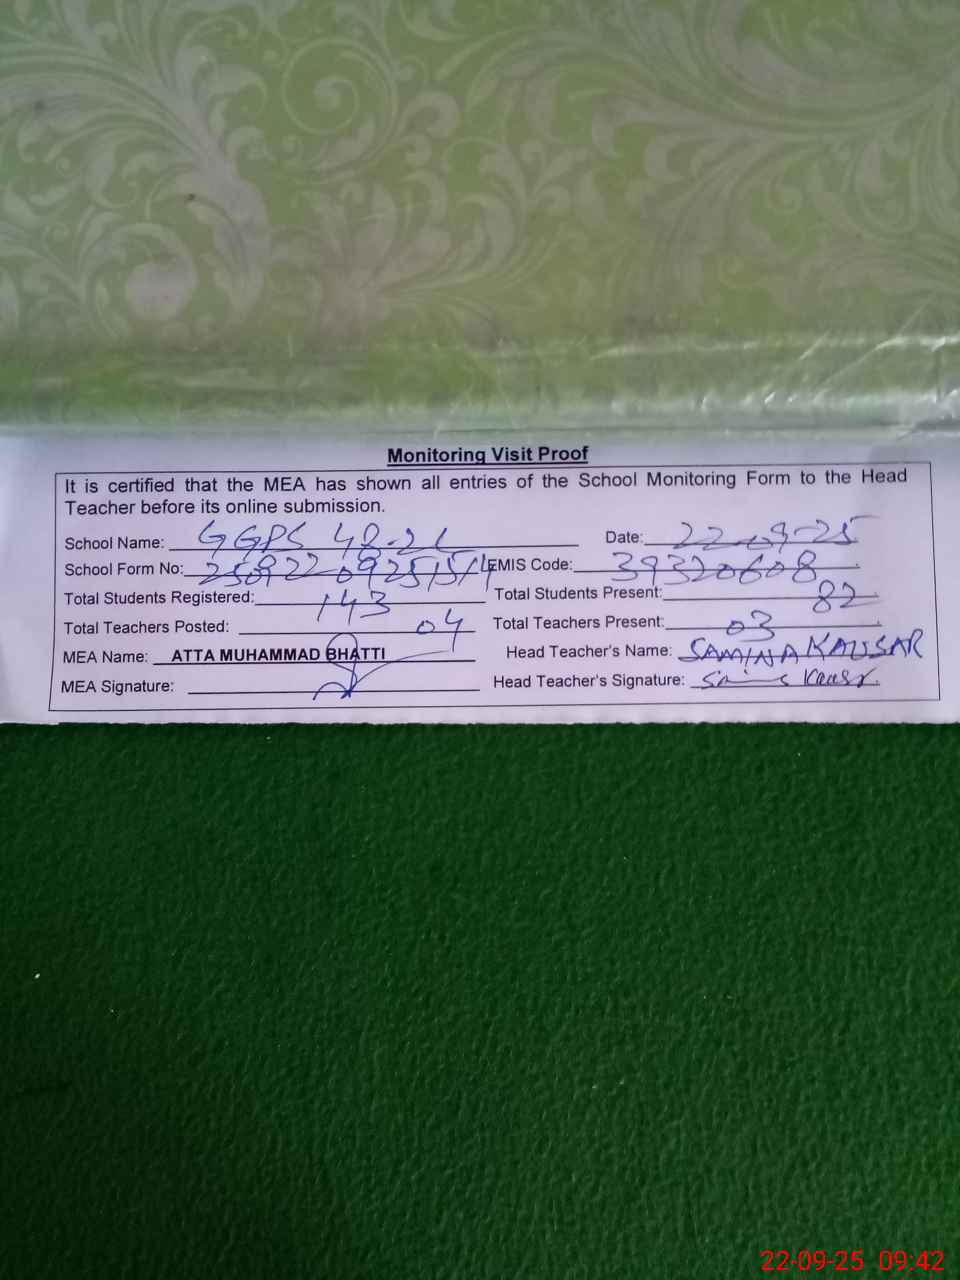 Monitoring Visit Proof
It is certified that the MEA has shown all entries of the School Monitoring Form to the Head
Teacher before its online submission.
School Name: GGPS 48-2L Date: 22-09-25
School Form No: EMIS Code: 39320608
Total Students Registered: 143 Total Students Present: 82
Total Teachers Posted: 04 Total Teachers Present: 03
MEA Name: ATTA MUHAMMAD BHATTI Head Teacher's Name: SAMINA KAUSAR
MEA Signature: Head Teacher's Signature:
22-09-25 09:42